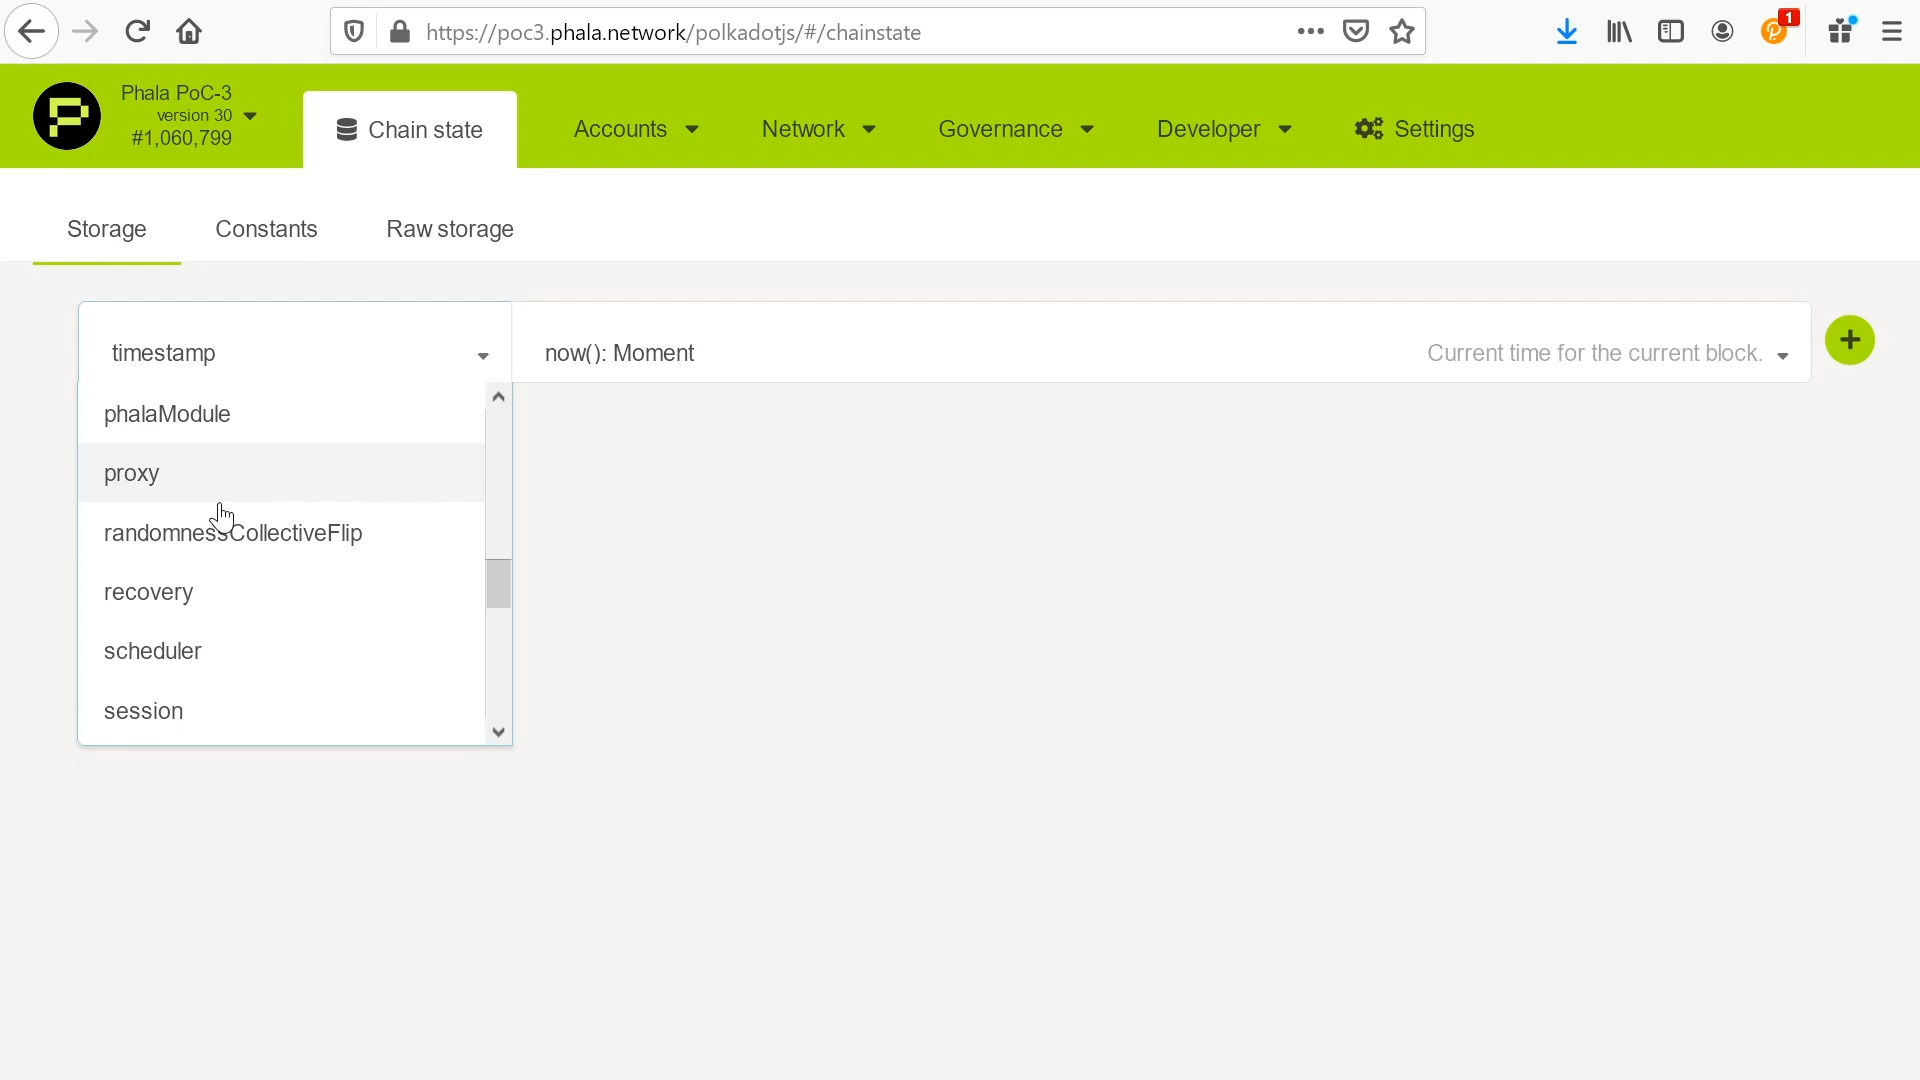 https://poc3.phala.network/polkadotjs/#/chainstate
1
Phala PoC-3
version 30
#1,060,799
Chain state
Accounts
Network
Governance
Developer
Settings
Storage
Constants
Raw storage
timestamp
now(): Moment
Current time for the current block.
phalaModule
proxy
randomnessCollectiveFlip
recovery
scheduler
session